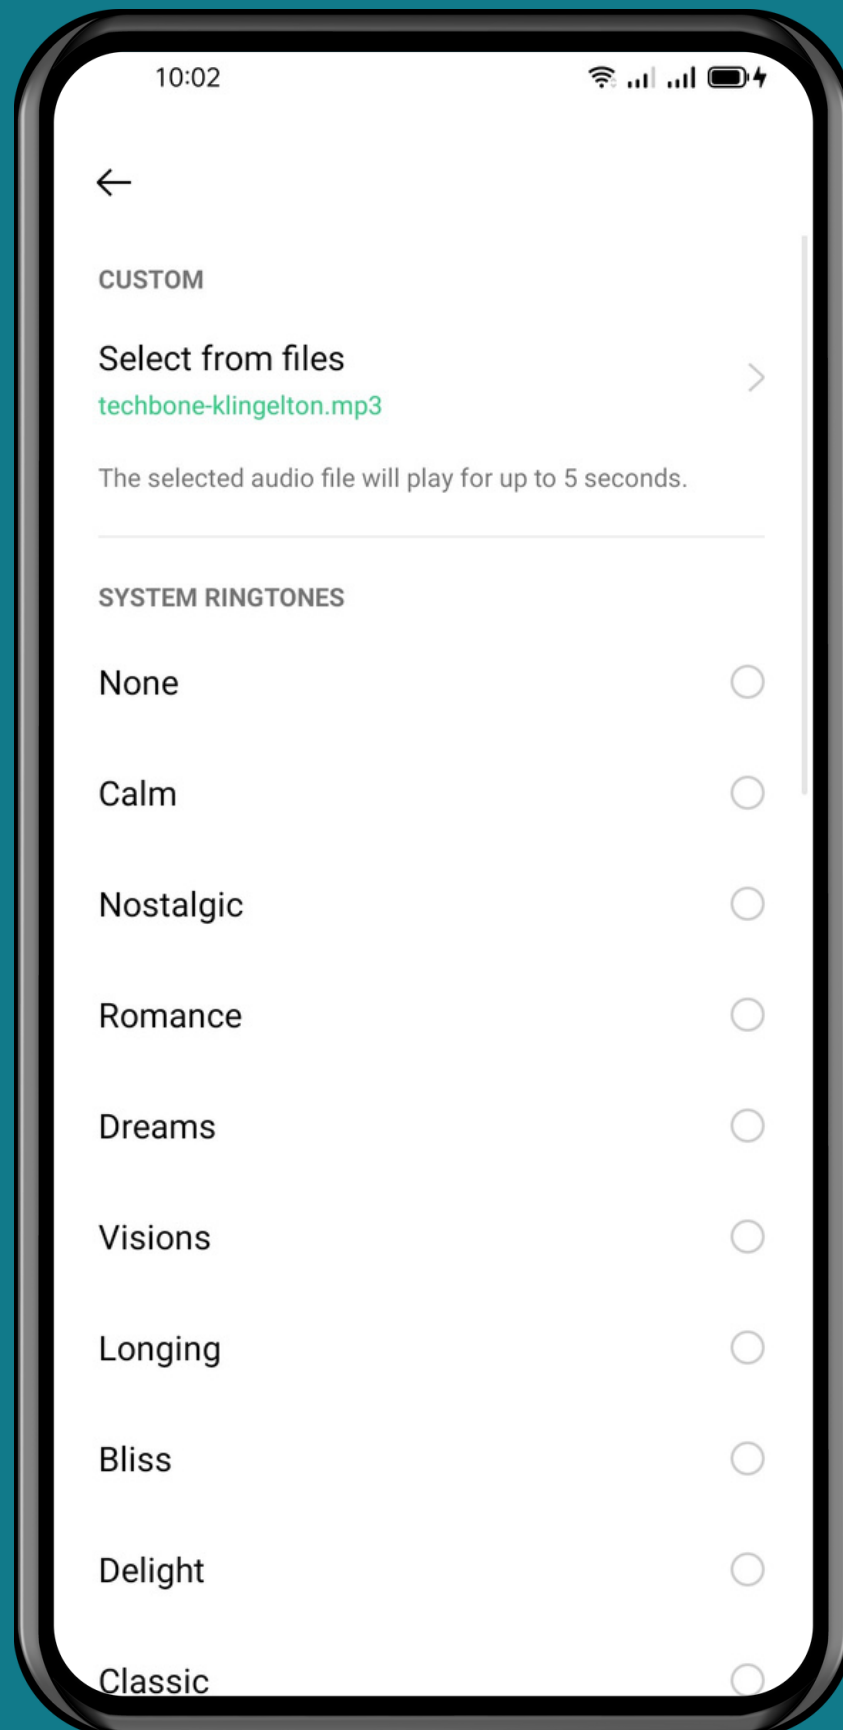 10:02
CUSTOM
Select from files
techbone-klingelton.mp3
The selected audio file will play for up to 5 seconds.
SYSTEM RINGTONES
None
Calm
Nostalgic
Romance
Dreams
Visions
Longing
Bliss
Delight
Classic